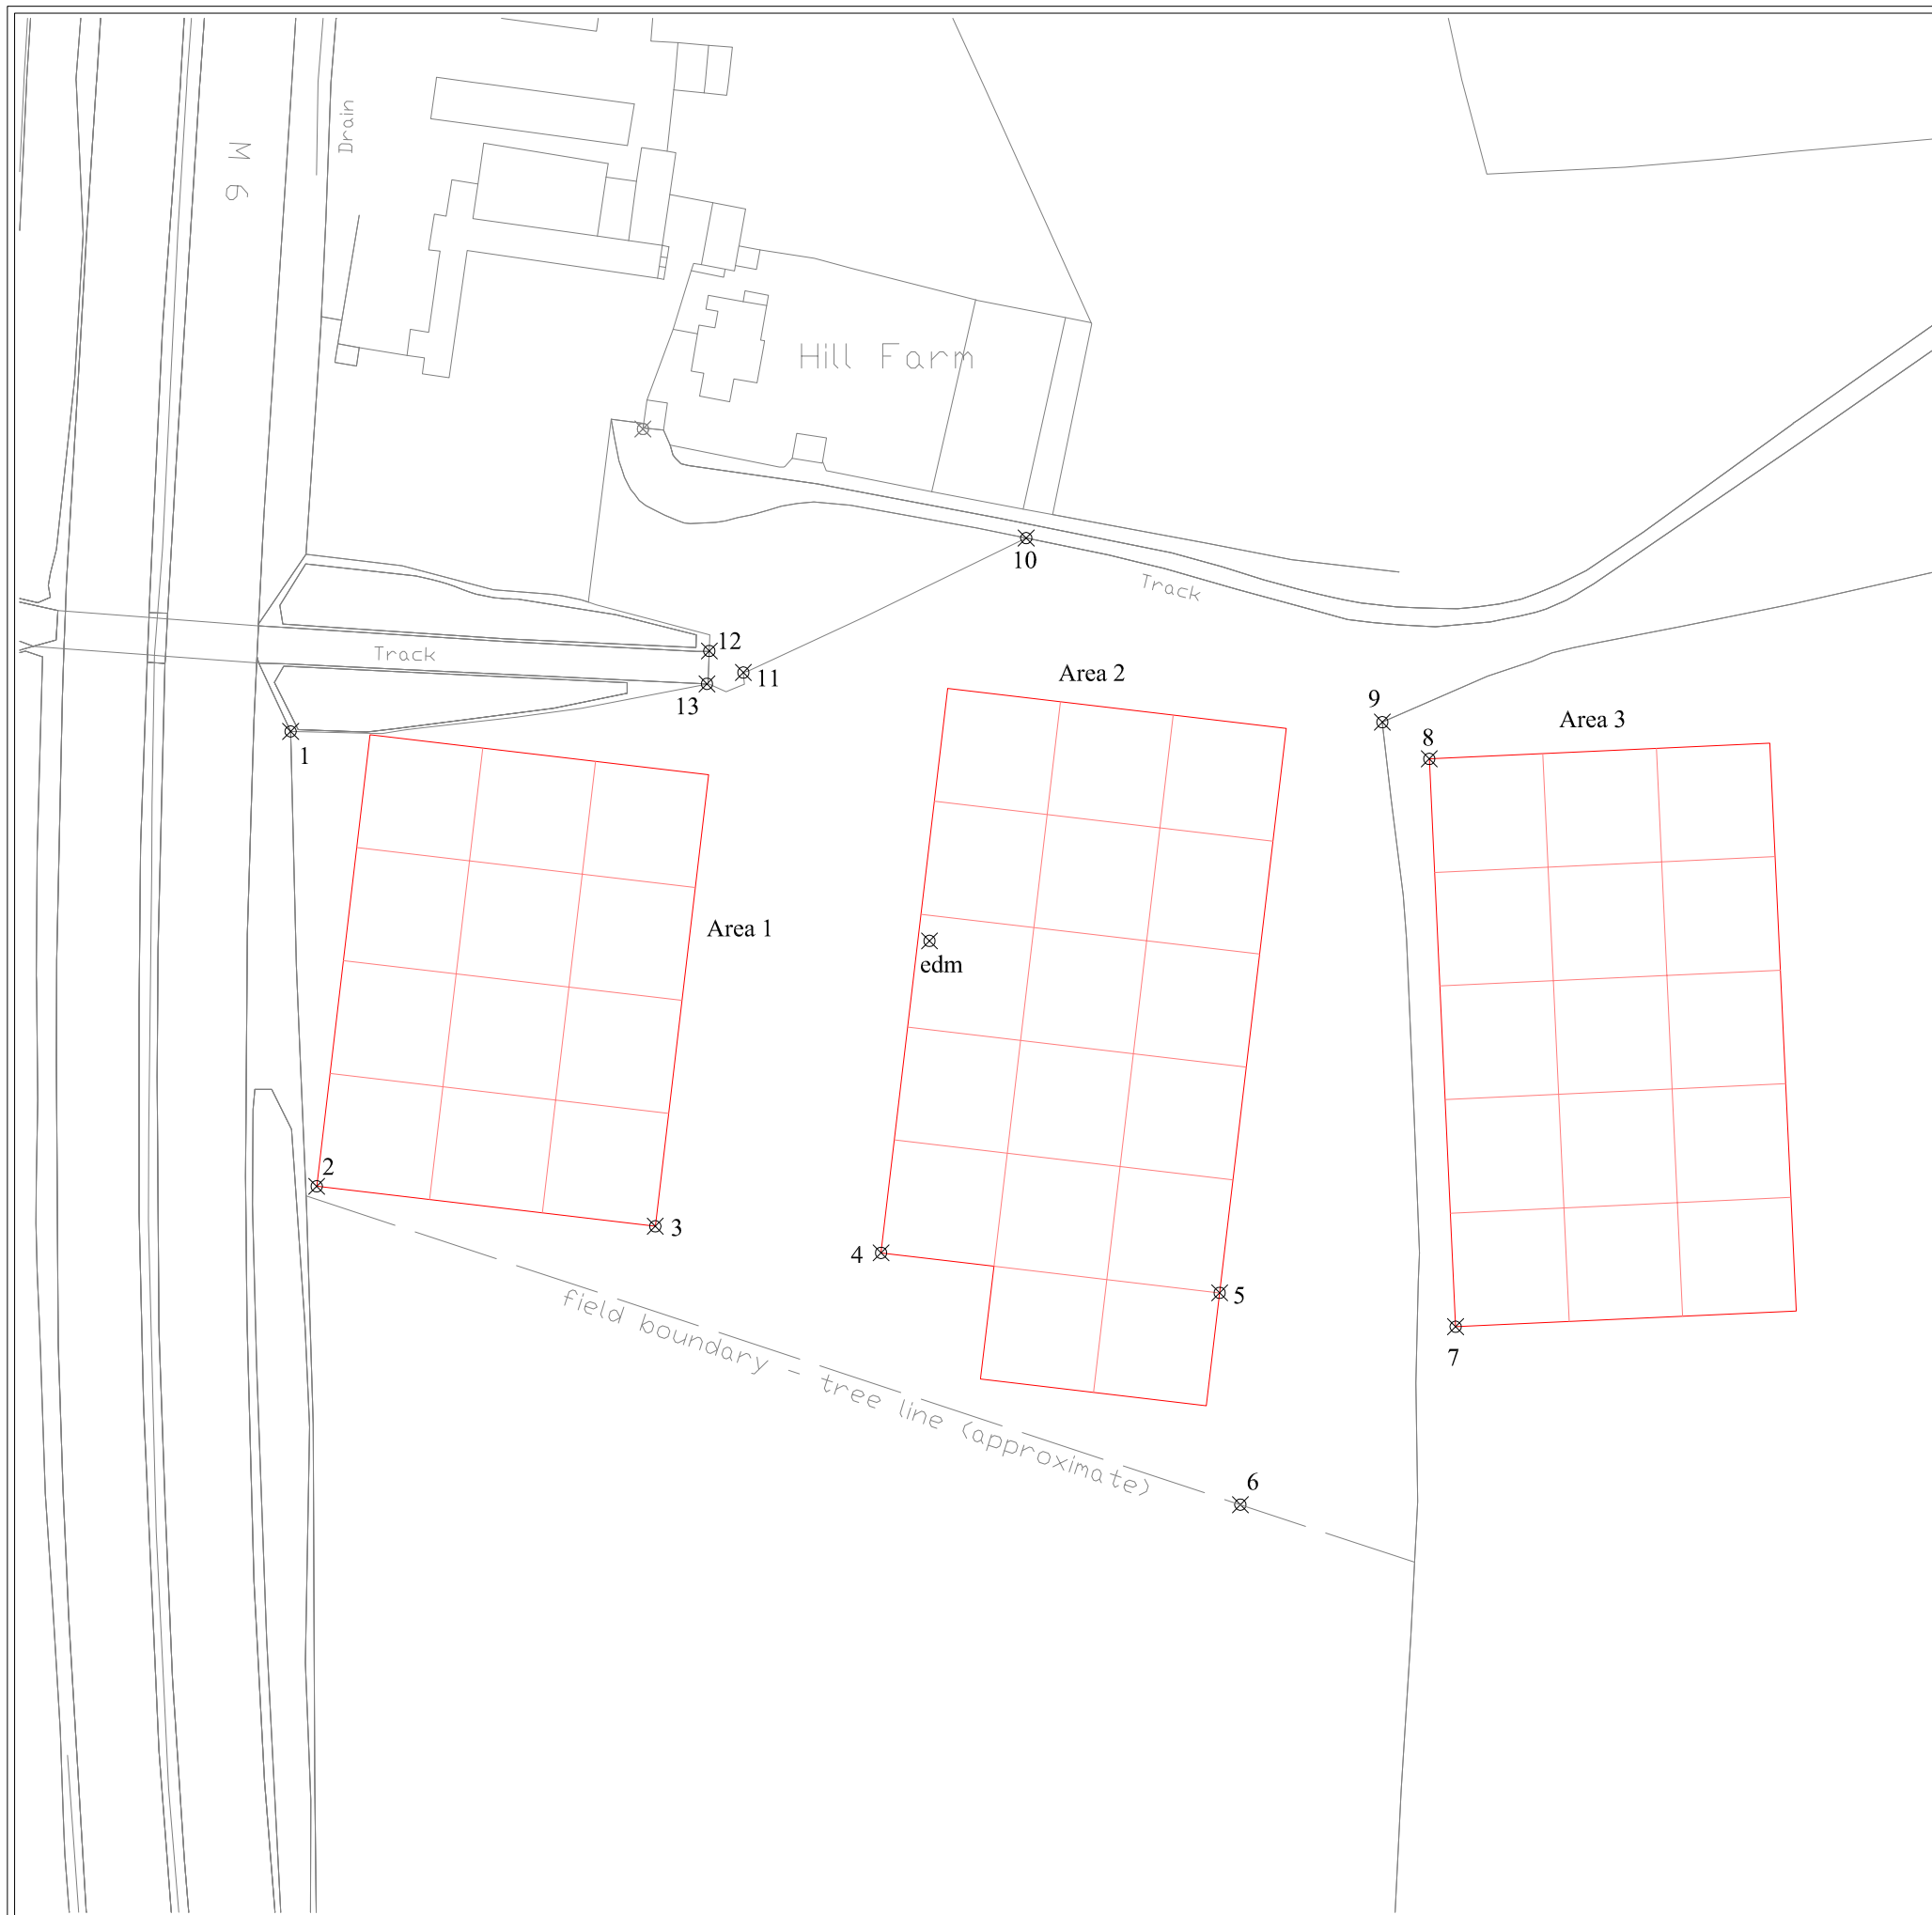 Drain
M 6
Hill Farm
10
Track
12
Track
11
13
Area 2
9
Area 3
8
1
Area 1
edm
2
3
4
5
field boundary - tree line (approximate)
7
6